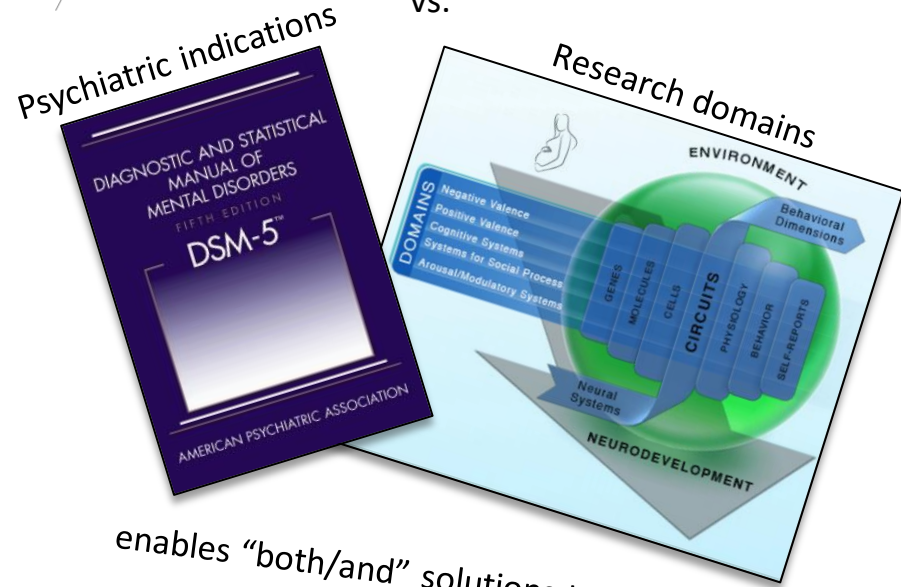 vs.
Psychiatric indications
DIAGNOSTIC AND STATISTICAL
MANUAL OF
MENTAL DISORDERS
FIFTH EDITION
DSM-5™
AMERICAN PSYCHIATRIC ASSOCIATION
Research domains
ENVIRONMENT
DOMAINS
Negative Valence
Positive Valence
Cognitive Systems
Systems for Social Process
Arousal/Modulatory Systems
Behavioral
Dimensions
GENES
MOLECULES
CELLS
CIRCUITS
PHYSIOLOGY
BEHAVIOR
SELF-REPORTS
Neural
Systems
NEURODEVELOPMENT
enables “both/and”